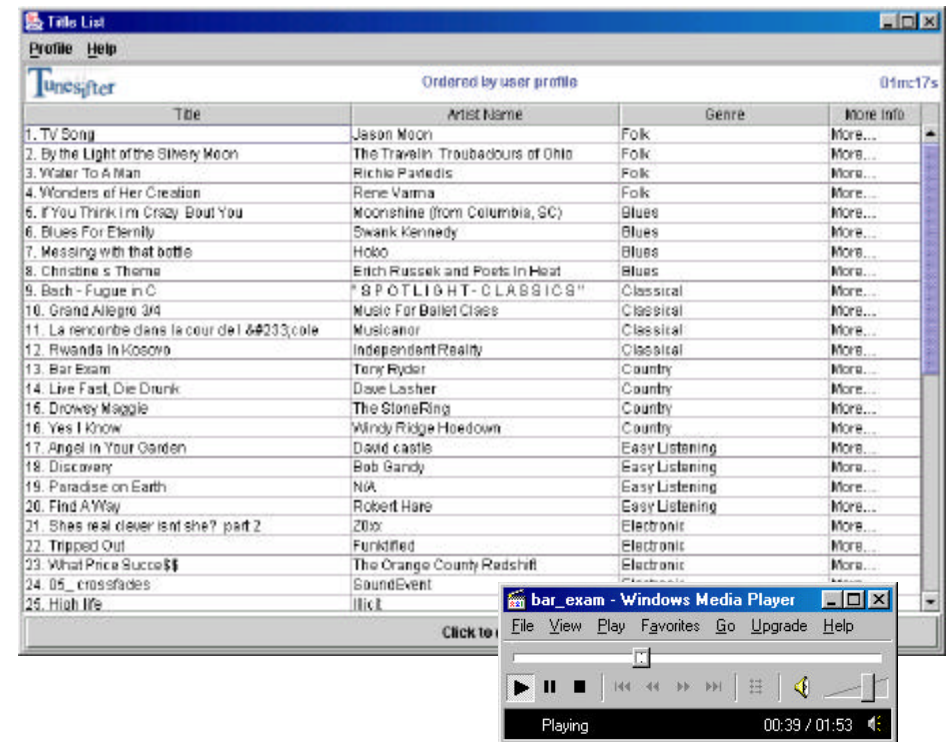 Title List
Profile Help
Tunesifter Ordered by user profile 01mc17s
Title Artist Name Genre More Info
1. TV Song Jason Moon Folk More...
2. By the Light of the Silvery Moon The Travelin Troubadours of Ohio Folk More...
3. Water To A Man Richie Folk More...
4. Wonders of Her Creation Rene Varma Folk More...
5. If You Think I m Crazy Bout You Moonshine (from Columbia, SC) Blues More...
6. Blues For Eternity Swank Kennedy Blues More...
7. Messing with that bottle Hobo Blues More...
8. Christine s Theme Erich Russek and Poets In Heat Blues More...
9. Bach - Fugue in C "S P O T L I G H T - C L A S S I C S" Classical More...
10. Grand Allegro 3/4 Music For Ballet Class Classical More...
11. La rencontre dans la cour de l &#233;cole Musicanor Classical More...
12. Rwanda In Kosovo Independent Reality Classical More...
13. Bar Exam Tony Ryder Country More...
14. Live Fast, Die Drunk Dave Lasher Country More...
15. Drowsy Maggie The StoneRing Country More...
16. Yes I Know Windy Ridge Hoedown Country More...
17. Angel in Your Garden David castle Easy Listening More...
18. Discovery Bob Gandy Easy Listening More...
19. Paradise on Earth N/A Easy Listening More...
20. Find A Way Robert Hare Easy Listening More...
21. Shes real clever isnt she? part 2 20xx Electronic More...
22. Tripped Out Funktified Electronic More...
23. What Price Succe$$ The Orange County Redshift Electronic More...
24. 05_ crossfades SoundEvent
25. High life Illicit
Click to
bar_exam - Windows Media Player
File View Play Favorites Go Upgrade Help
Playing 00:39 / 01:53